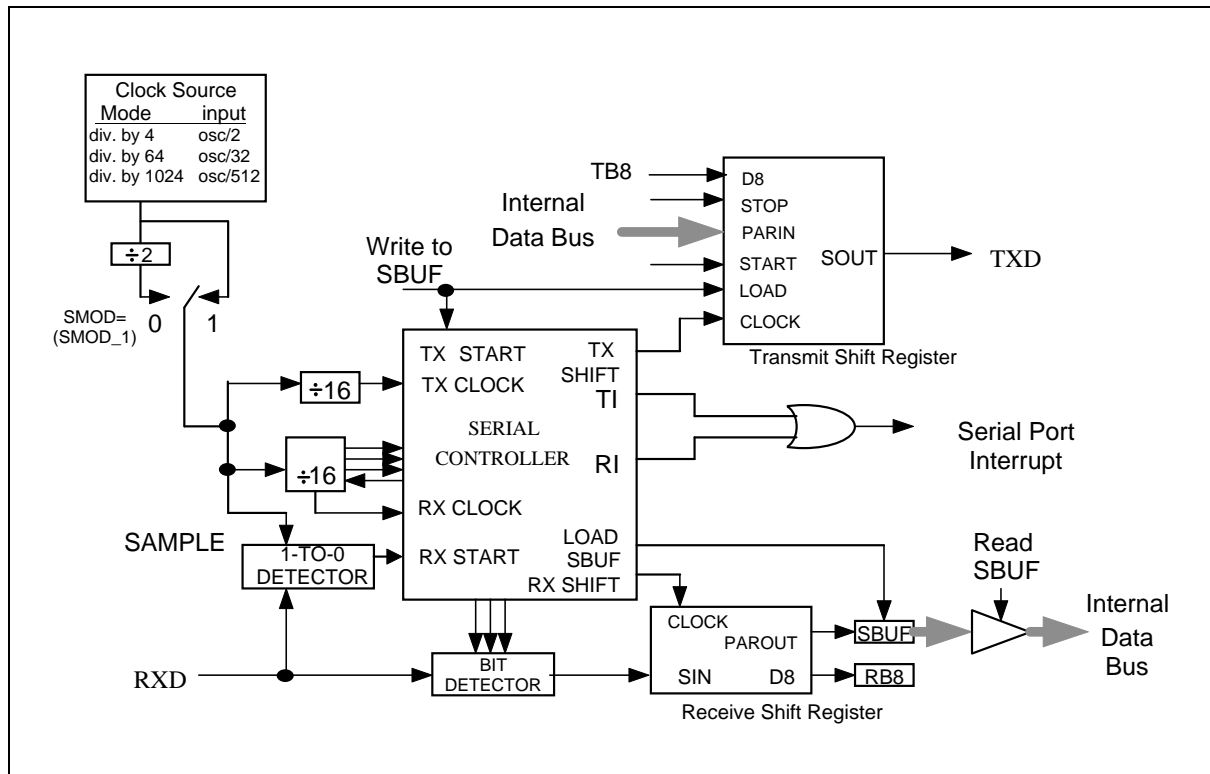 Clock Source
Mode input
div. by 4 osc/2
div. by 64 osc/32
div. by 1024 osc/512
÷2
SMOD=
(SMOD_1)
0 1
Write to
SBUF
TB8
Internal
Data Bus
D8
STOP
PARIN
START
LOAD
CLOCK
SOUT
TXD
Transmit Shift Register
÷16
÷16
SAMPLE
1-TO-0
DETECTOR
TX START
TX CLOCK
SERIAL
CONTROLLER
RX CLOCK
RX START
TX
SHIFT
TI
RI
LOAD
SBUF
RX SHIFT
Serial Port
Interrupt
RXD
BIT
DETECTOR
CLOCK
PAROUT
SIN D8
Receive Shift Register
SBUF
RB8
Read
SBUF
Internal
Data
Bus